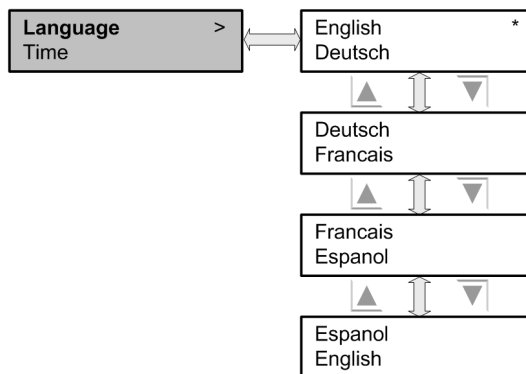 Language >
Time
English *
Deutsch
Deutsch
Francais
Francais
Espanol
Espanol
English